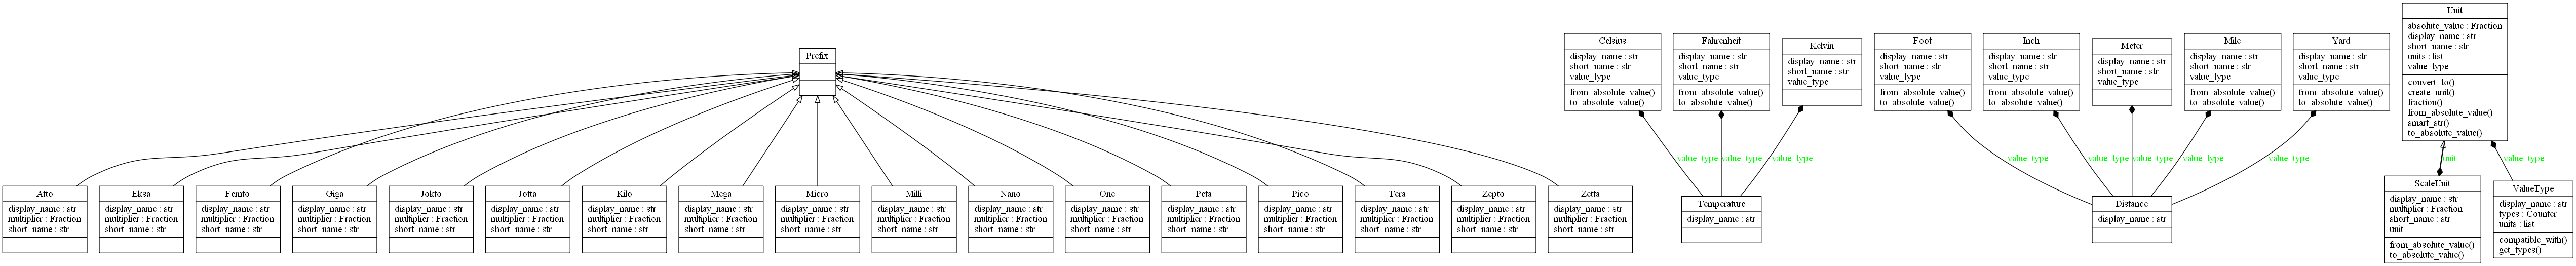 Prefix
Atto
display_name : str
multiplier : Fraction
short_name : str
Eksa
display_name : str
multiplier : Fraction
short_name : str
Femto
display_name : str
multiplier : Fraction
short_name : str
Giga
display_name : str
multiplier : Fraction
short_name : str
Jokto
display_name : str
multiplier : Fraction
short_name : str
Jotta
display_name : str
multiplier : Fraction
short_name : str
Kilo
display_name : str
multiplier : Fraction
short_name : str
Mega
display_name : str
multiplier : Fraction
short_name : str
Micro
display_name : str
multiplier : Fraction
short_name : str
Milli
display_name : str
multiplier : Fraction
short_name : str
Nano
display_name : str
multiplier : Fraction
short_name : str
One
display_name : str
multiplier : Fraction
short_name : str
Peta
display_name : str
multiplier : Fraction
short_name : str
Pico
display_name : str
multiplier : Fraction
short_name : str
Tera
display_name : str
multiplier : Fraction
short_name : str
Zepto
display_name : str
multiplier : Fraction
short_name : str
Zetta
display_name : str
multiplier : Fraction
short_name : str
Celsius
display_name : str
short_name : str
value_type
from_absolute_value()
to_absolute_value()
Fahrenheit
display_name : str
short_name : str
value_type
from_absolute_value()
to_absolute_value()
Kelvin
display_name : str
short_name : str
value_type
value_type
value_type
value_type
Temperature
display_name : str
Foot
display_name : str
short_name : str
value_type
from_absolute_value()
to_absolute_value()
Inch
display_name : str
short_name : str
value_type
from_absolute_value()
to_absolute_value()
Meter
display_name : str
short_name : str
value_type
Mile
display_name : str
short_name : str
value_type
from_absolute_value()
to_absolute_value()
Yard
display_name : str
short_name : str
value_type
from_absolute_value()
to_absolute_value()
value_type
value_type
value_type
value_type
value_type
Distance
display_name : str
Unit
absolute_value : Fraction
display_name : str
short_name : str
units : list
value_type
convert_to()
create_unit()
fraction()
from_absolute_value()
smart_str()
to_absolute_value()
unit
value_type
ScaleUnit
display_name : str
multiplier : Fraction
short_name : str
unit
from_absolute_value()
to_absolute_value()
ValueType
display_name : str
types : Counter
units : list
compatible_with()
get_types()